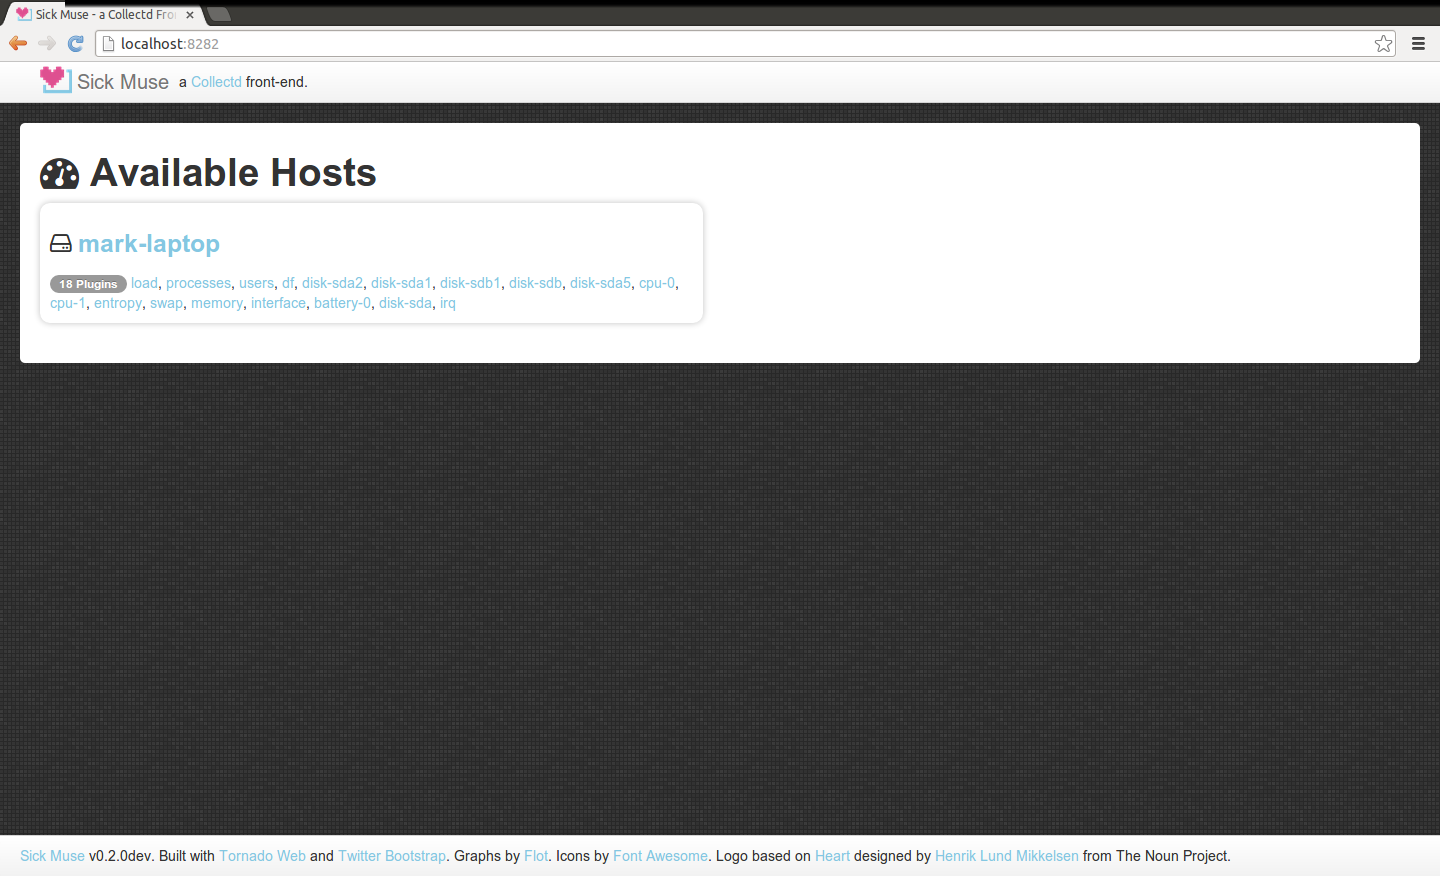 Sick Muse - a Collectd Fro
localhost:8282
Sick Muse a Collectd front-end.
Available Hosts
mark-laptop
18 Plugins load, processes, users, df, disk-sda2, disk-sda1, disk-sdb1, disk-sdb, disk-sda5, cpu-0,
cpu-1, entropy, swap, memory, interface, battery-0, disk-sda, irq
Sick Muse v0.2.0dev. Built with Tornado Web and Twitter Bootstrap. Graphs by Flot. Icons by Font Awesome. Logo based on Heart designed by Henrik Lund Mikkelsen from The Noun Project.